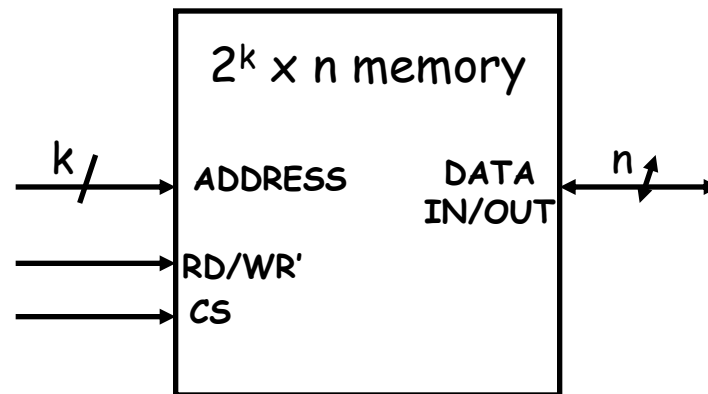 2ᵏ x n memory
k
ADDRESS
DATA
IN/OUT
n
RD/WR'
CS